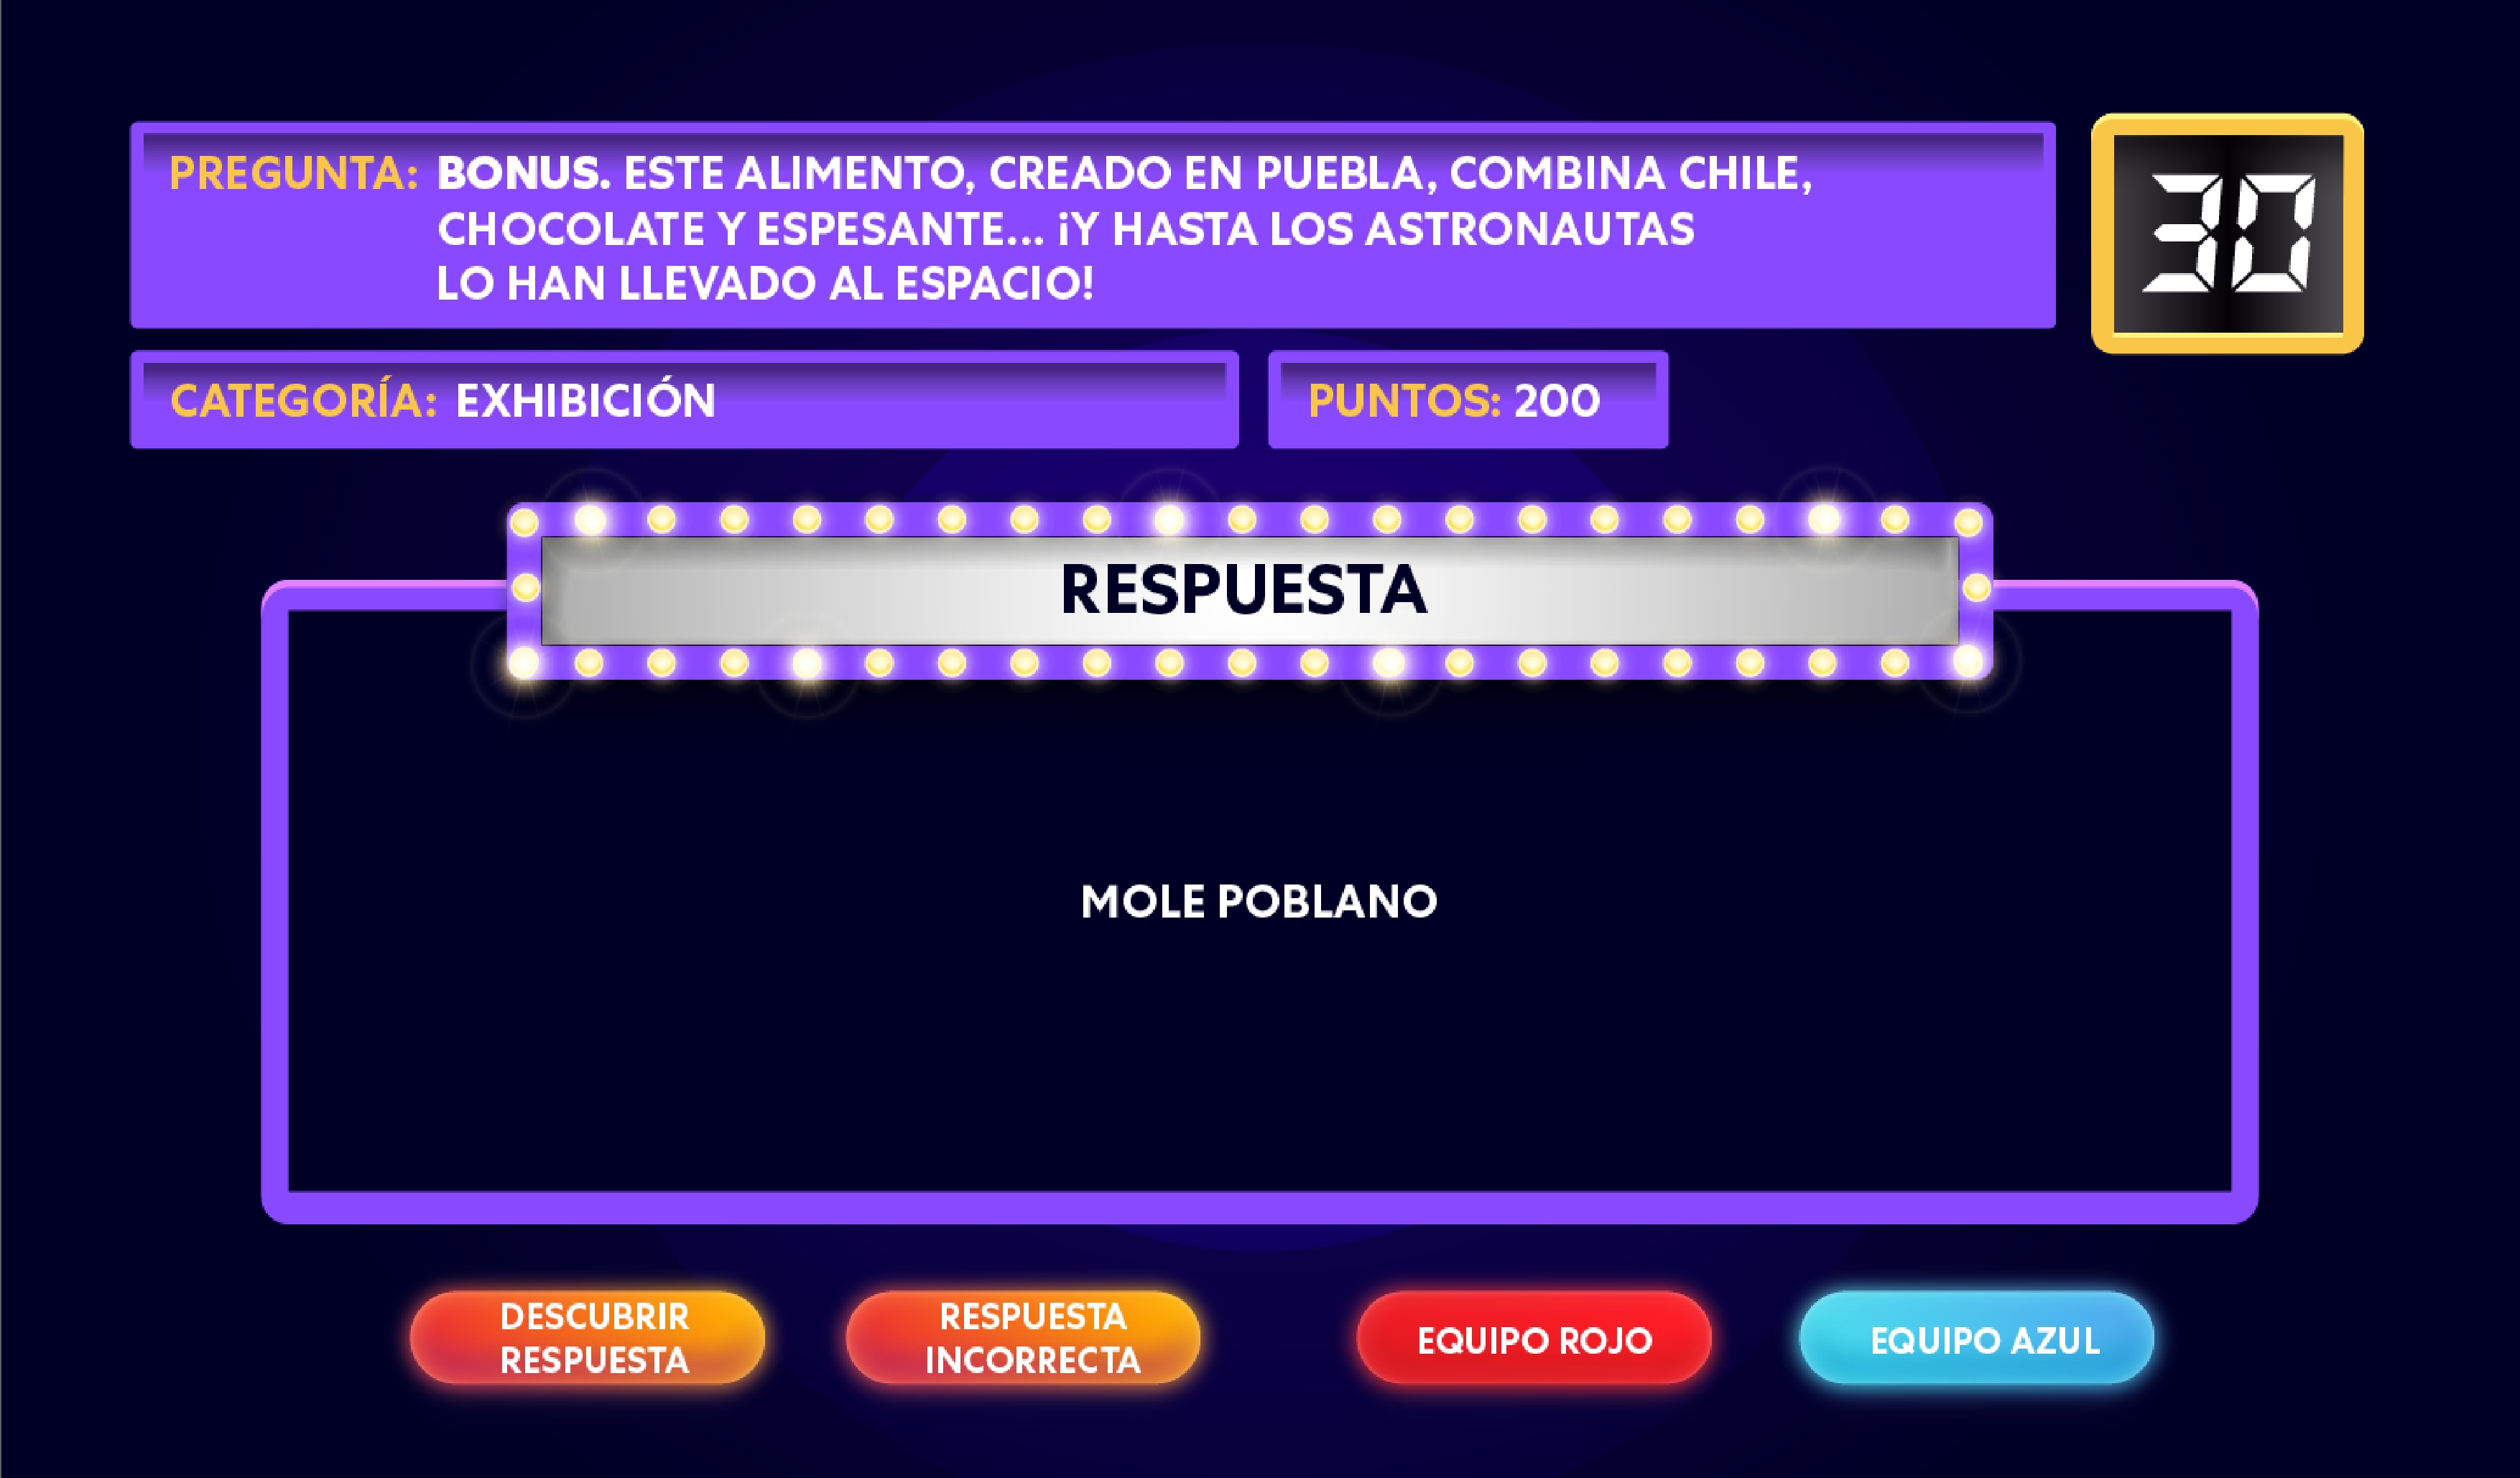 PREGUNTA: BONUS. ESTE ALIMENTO, CREADO EN PUEBLA, COMBINA CHILE,
CHOCOLATE Y ESPESANTE... ¡Y HASTA LOS ASTRONAUTAS
LO HAN LLEVADO AL ESPACIO!
30
CATEGORÍA: EXHIBICIÓN
PUNTOS: 200
RESPUESTA
MOLE POBLANO
DESCUBRIR
RESPUESTA
RESPUESTA
INCORRECTA
EQUIPO ROJO
EQUIPO AZUL